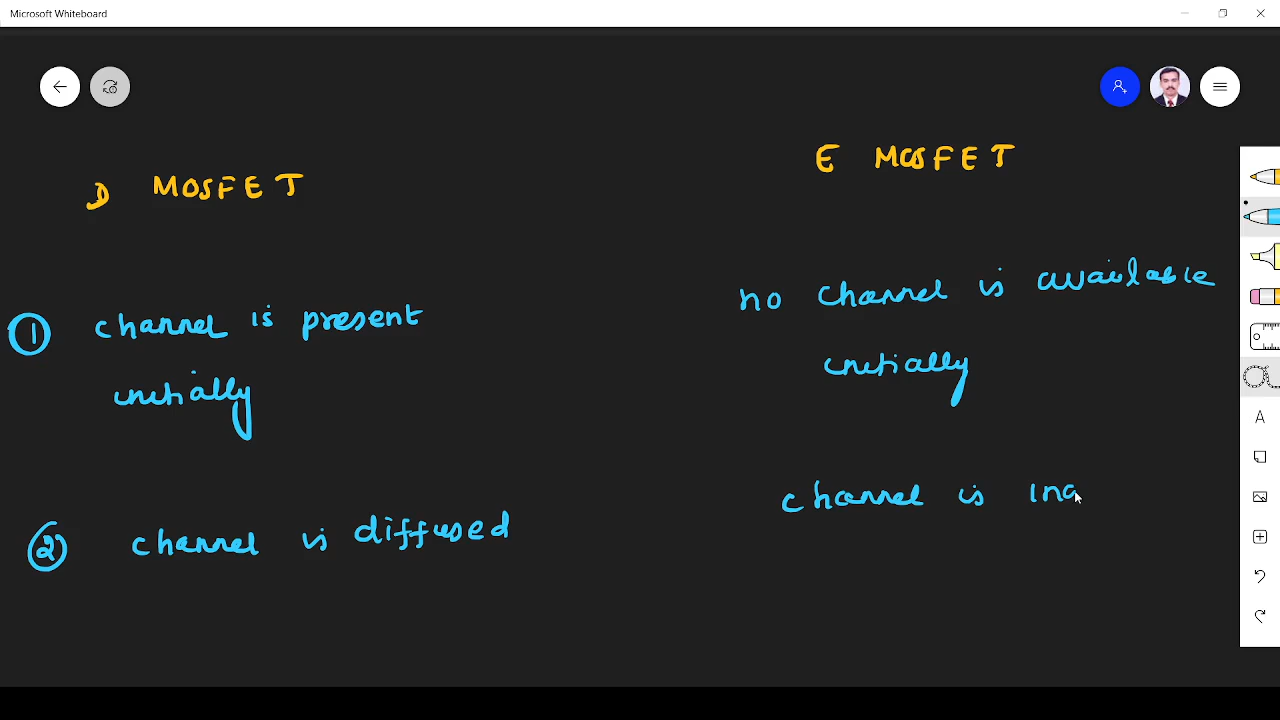 Microsoft Whiteboard
D MOSFET
E MOSFET
1 channel is present
initially
no channel is available
initially
2 channel is diffused
channel is
A